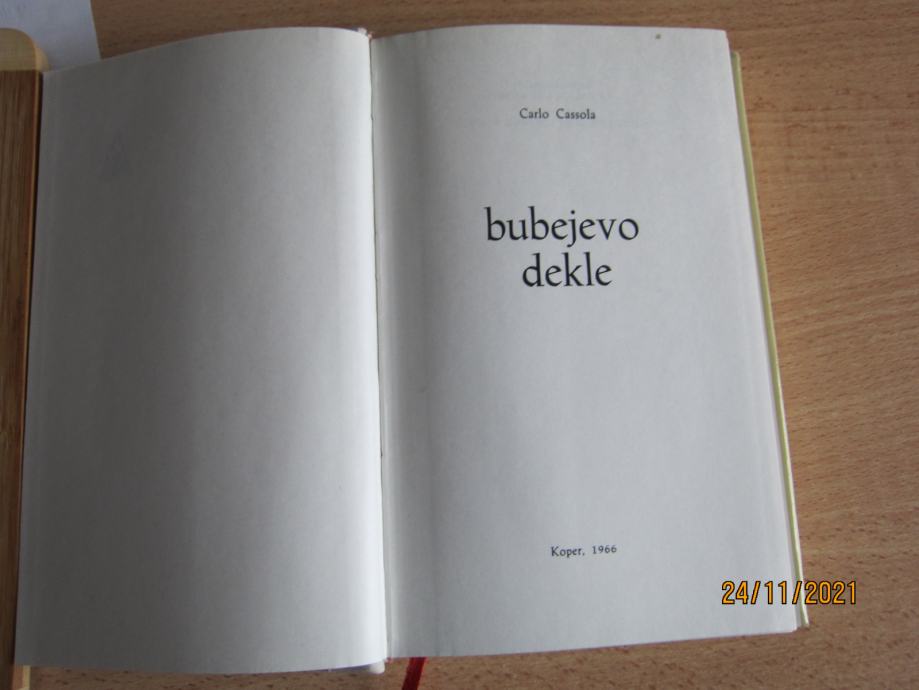 Carlo Cassola
bubejevo
dekle
Koper, 1966
24/11/2021